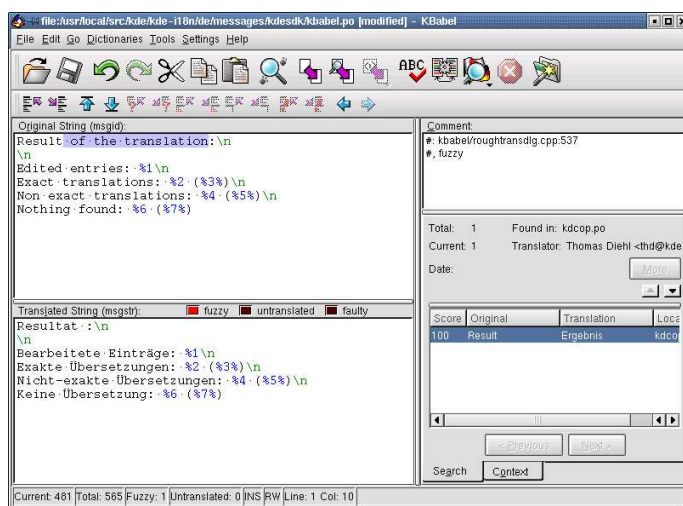 file:/usr/local/src/kde/kde-i18n/de/messages/kdesdk/kbabel.po [modified] - KBabel
File Edit Go Dictionaries Tools Settings Help
ABC
Original String (msgid):
Result of the translation:\n
\n
Edited entries: %1\n
Exact translations: %2 (%3%)\n
Non exact translations: %4 (%5%)\n
Nothing found: %6 (%7%)
Translated String (msgstr): fuzzy untranslated faulty
Resultat :\n
\n
Bearbeitete Einträge: %1\n
Exakte Übersetzungen: %2 (%3%)\n
Nicht-exakte Übersetzungen: %4 (%5%)\n
Keine Übersetzung: %6 (%7%)
Comment:
#: kbabel/roughtransdlg.cpp:537
#, fuzzy
Total: 1 Found in: kdcop.po
Current: 1 Translator: Thomas Diehl <thd@kde
Date: More
Score Original Translation Loca
100 Result Ergebnis kdcop
< Previous Next >
Search Context
Current: 481 Total: 565 Fuzzy: 1 Untranslated: 0 INS RW Line: 1 Col: 10